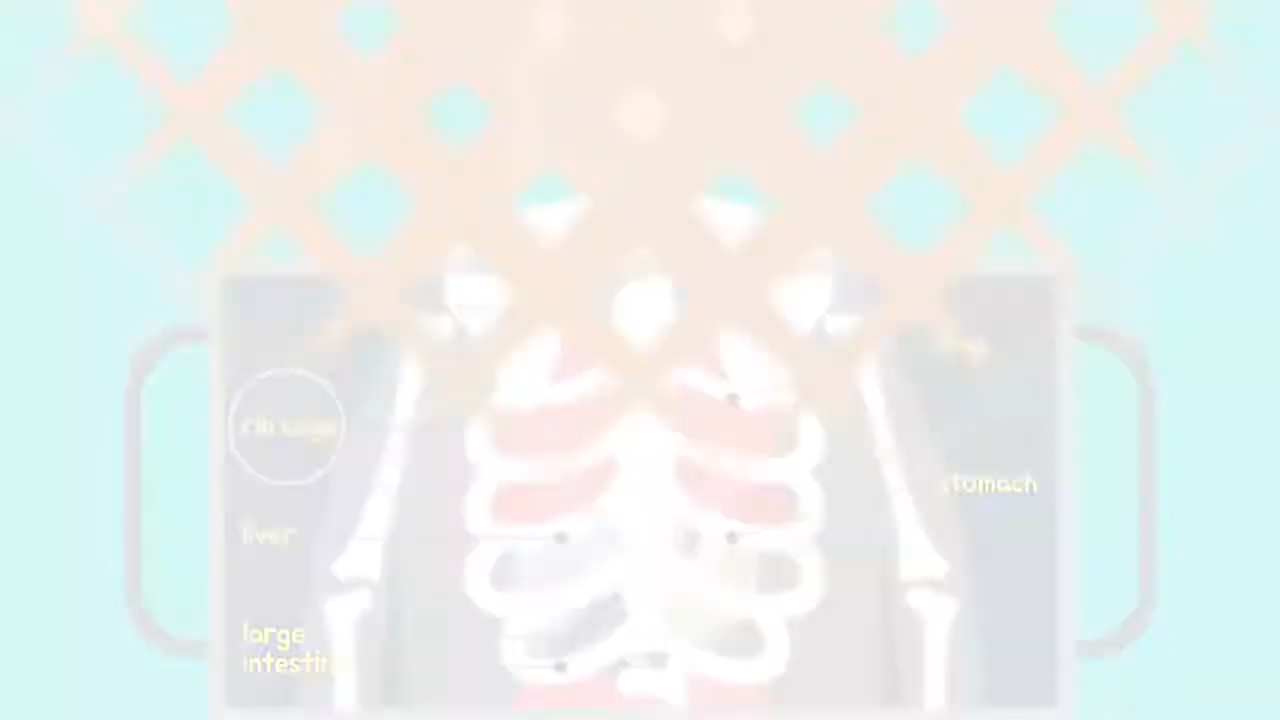 rib cage
stomach
liver
large
intestin